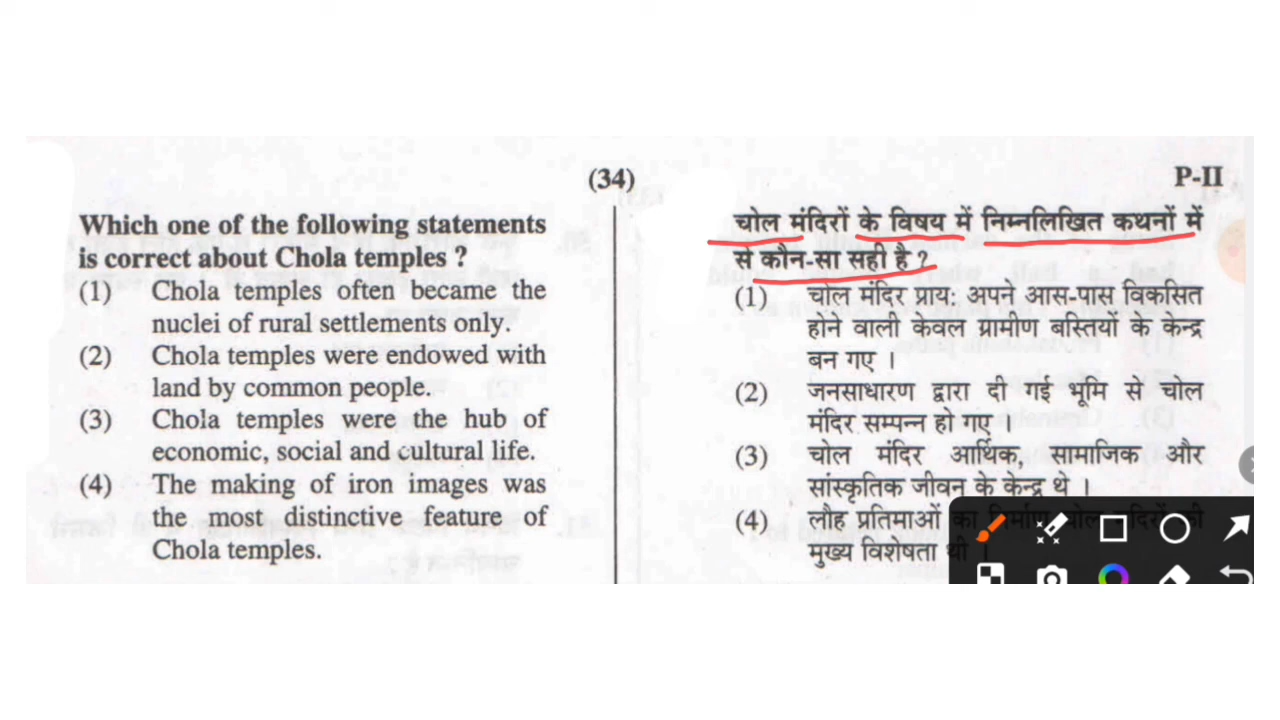 (34)
P-II
Which one of the following statements
is correct about Chola temples ?
(1) Chola temples often became the
nuclei of rural settlements only.
(2) Chola temples were endowed with
land by common people.
(3) Chola temples were the hub of
economic, social and cultural life.
(4) The making of iron images was
the most distinctive feature of
Chola temples.
चोल मंदिरों के विषय में निम्नलिखित कथनों में
से कौन-सा सही है ?
(1) चोल मंदिर प्राय: अपने आस-पास विकसित
होने वाली केवल ग्रामीण बस्तियों के केन्द्र
बन गए ।
(2) जनसाधारण द्वारा दी गई भूमि से चोल
मंदिर सम्पन्न हो गए ।
(3) चोल मंदिर आर्थिक, सामाजिक और
सांस्कृतिक जीवन के केन्द्र थे ।
(4) लौह प्रतिमाओं का निर्माण चोल मंदिरों की
मुख्य विशेषता थी ।